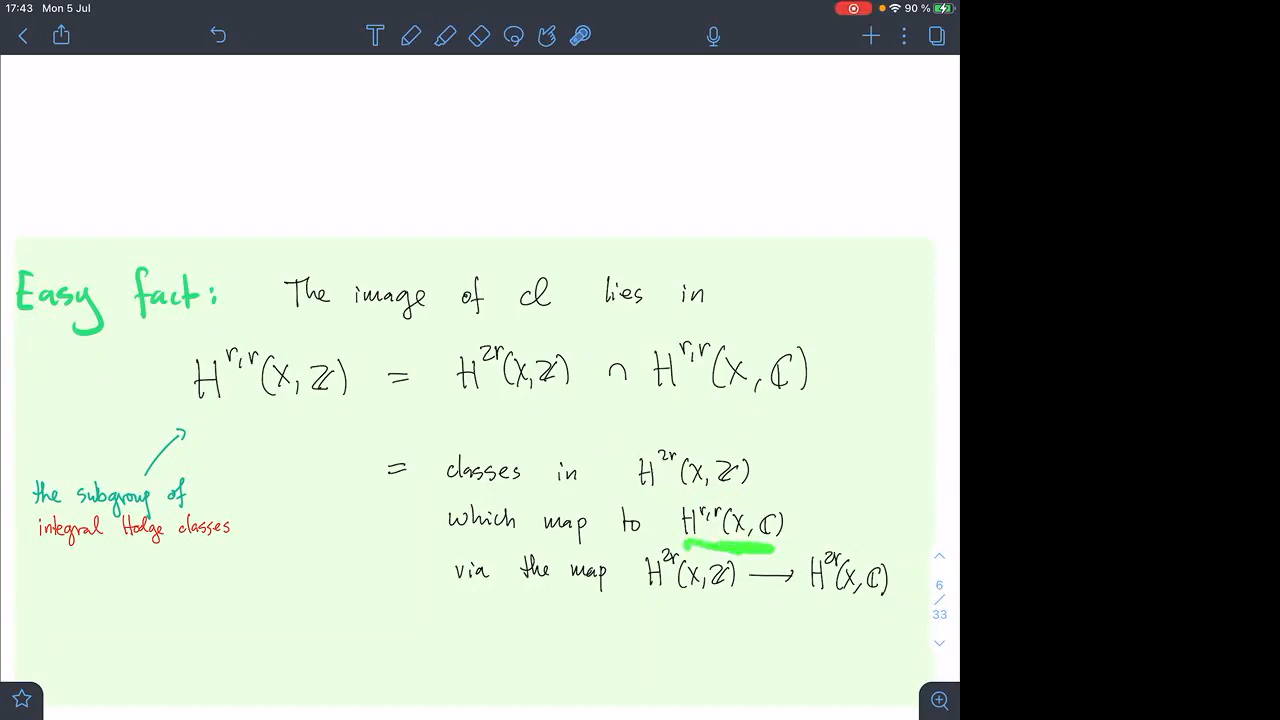 17:43 Mon 5 Jul
90 %
T
Easy fact: The image of cl lies in
H^{r,r}(X, ℤ) = H^{2r}(X, ℤ) ∩ H^{r,r}(X, ℂ)
= classes in H^{2r}(X, ℤ)
the subgroup of
integral Hodge classes
which map to H^{r,r}(X, ℂ)
via the map H^{2r}(X, ℤ) ⟶ H^{2r}(X, ℂ)
6
/
33